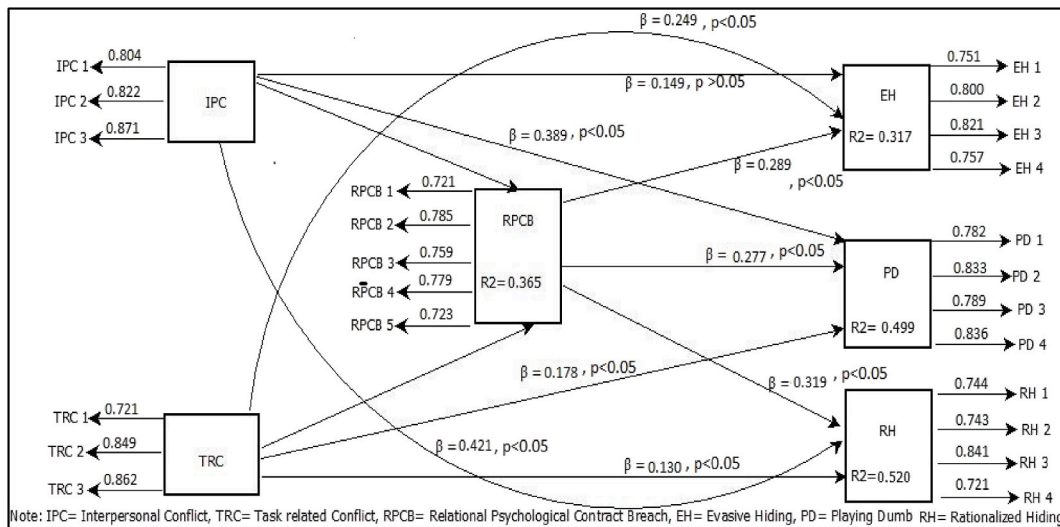 β = 0.249 , p<0.05
IPC 1 0.804
IPC 2 0.822
IPC 3 0.871
IPC
β = 0.149 , p >0.05
EH
R2= 0.317
0.751 EH 1
0.800 EH 2
0.821 EH 3
0.757 EH 4
β = 0.389 , p<0.05
β = 0.289 , p<0.05
RPCB 1 0.721
RPCB 2 0.785
RPCB 3 0.759
RPCB 4 0.779
RPCB 5 0.723
RPCB
R2= 0.365
β = 0.277, p<0.05
PD
R2= 0.499
0.782 PD 1
0.833 PD 2
0.789 PD 3
0.836 PD 4
β = 0.178 , p<0.05
β = 0.319 , p<0.05
TRC 1 0.721
TRC 2 0.849
TRC 3 0.862
TRC
β = 0.421, p<0.05
β = 0.130 , p<0.05
RH
R2= 0.520
0.744 RH 1
0.743 RH 2
0.841 RH 3
0.721 RH 4
Note: IPC= Interpersonal Conflict, TRC= Task related Conflict, RPCB= Relational Psychological Contract Breach, EH= Evasive Hiding, PD= Playing Dumb RH= Rationalized Hiding